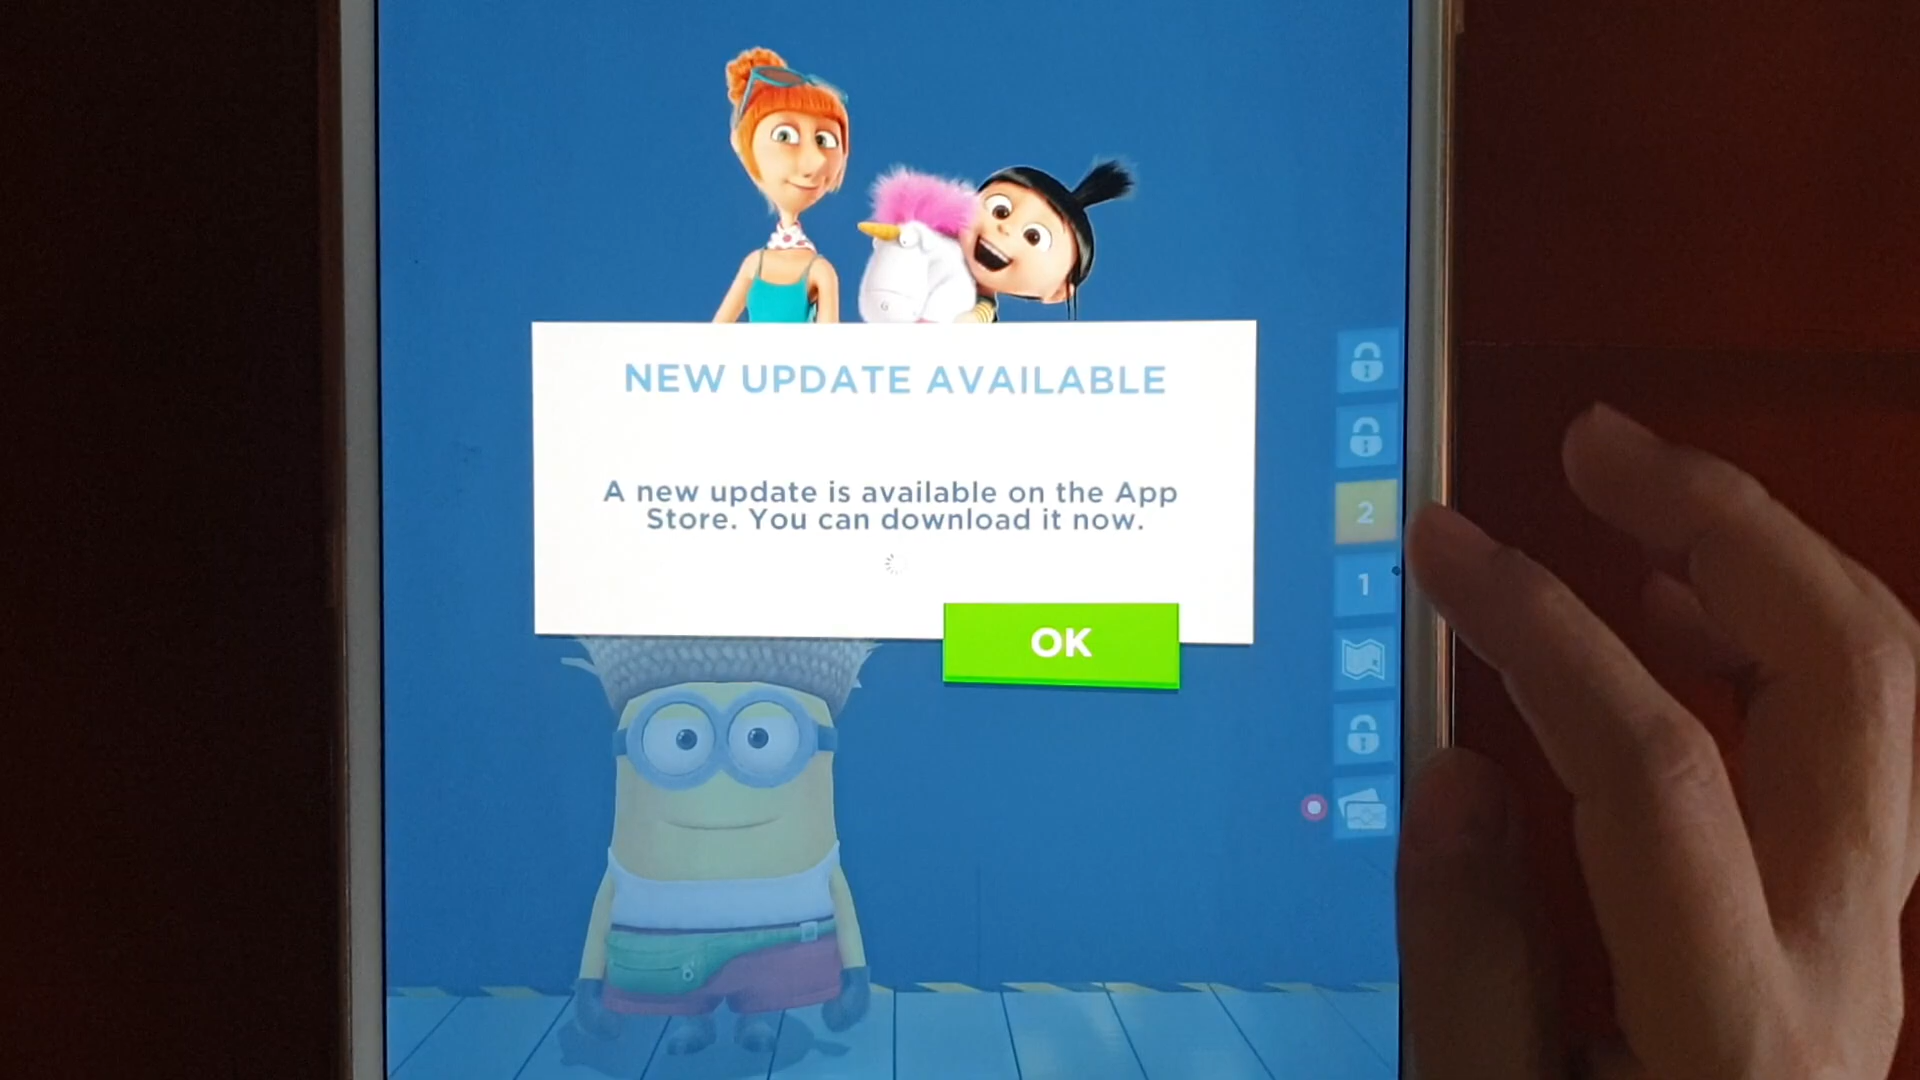 NEW UPDATE AVAILABLE
A new update is available on the App
Store. You can download it now.
OK
2
1